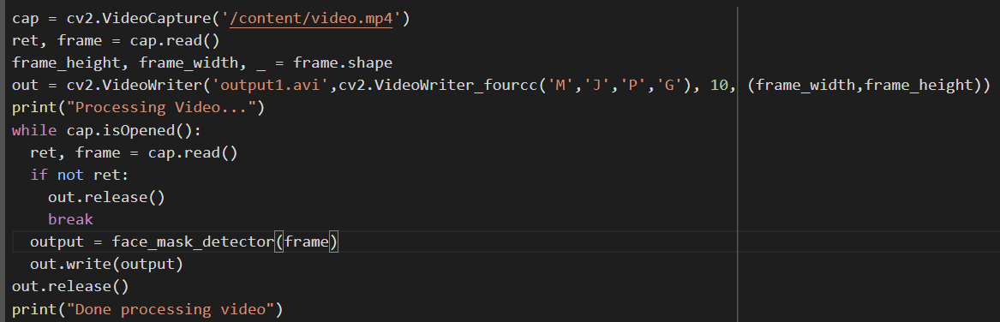 cap = cv2.VideoCapture('/content/video.mp4')
ret, frame = cap.read()
frame_height, frame_width, _ = frame.shape
out = cv2.VideoWriter('output1.avi',cv2.VideoWriter_fourcc('M','J','P','G'), 10, (frame_width,frame_height))
print("Processing Video...")
while cap.isOpened():
  ret, frame = cap.read()
  if not ret:
    out.release()
    break
  output = face_mask_detector(frame)
  out.write(output)
out.release()
print("Done processing video")